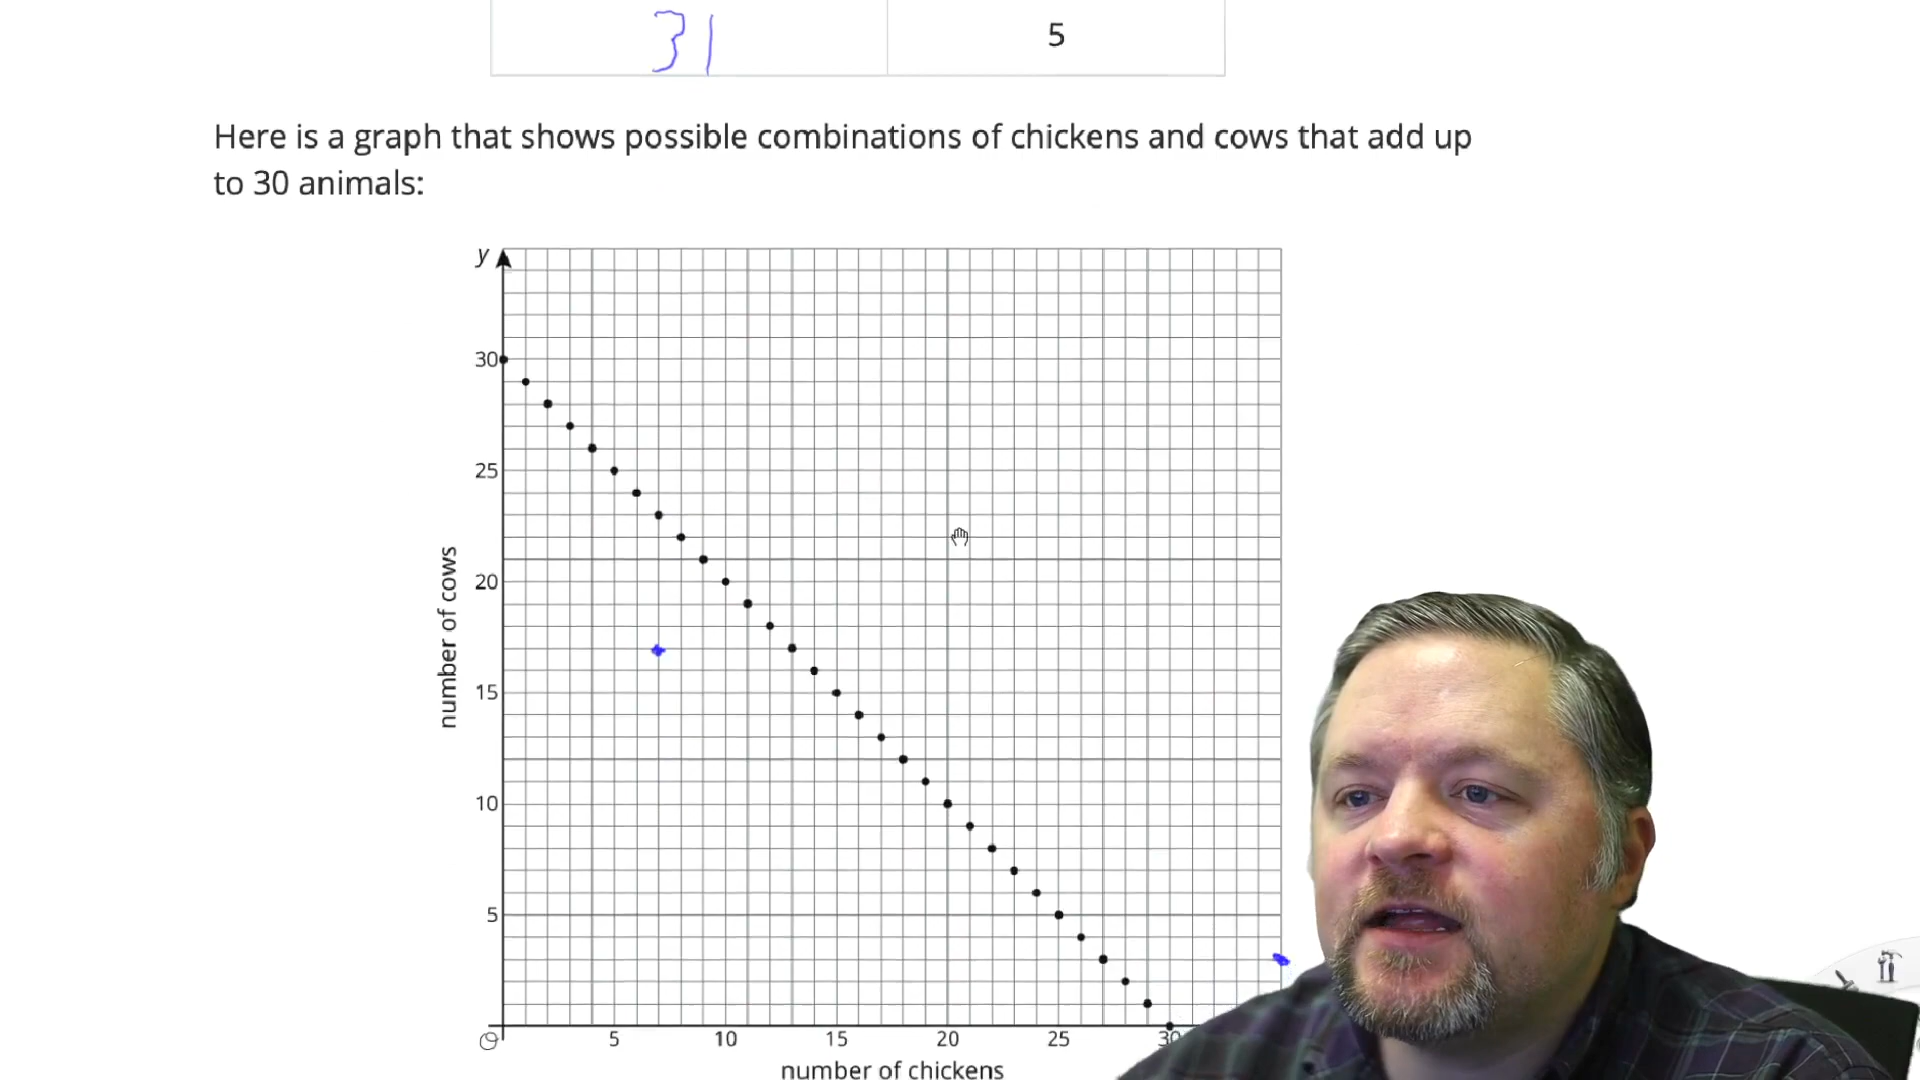 31 5
Here is a graph that shows possible combinations of chickens and cows that add up
to 30 animals:
y
30
25
20
15
10
5
number of cows
O 5 10 15 20 25 30
number of chickens